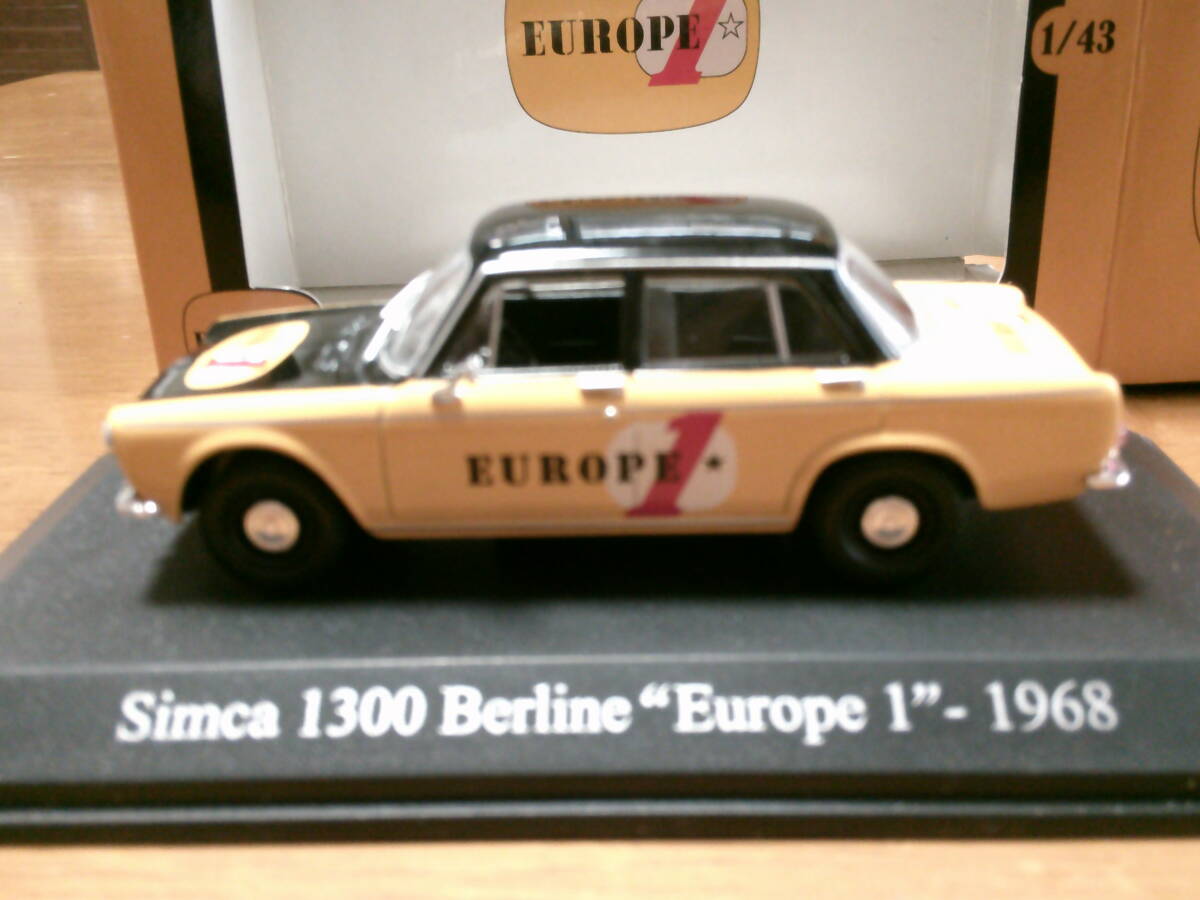 EUROPE 1
1/43
EUROPE 1
Simca 1300 Berline “Europe 1”- 1968